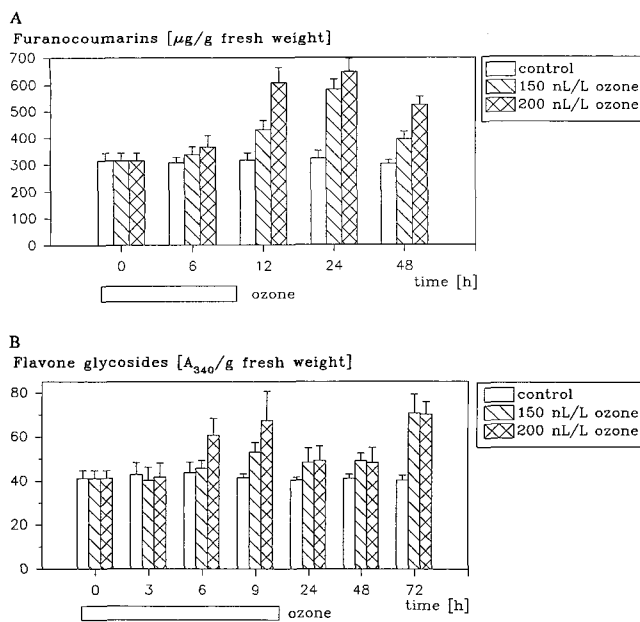 A
Furanocoumarins [μg/g fresh weight]
700
600
500
400
300
200
100
0
0 6 12 24 48
time [h]
ozone
control
150 nL/L ozone
200 nL/L ozone
B
Flavone glycosides [A340/g fresh weight]
80
60
40
20
0
0 3 6 9 24 48 72
time [h]
ozone
control
150 nL/L ozone
200 nL/L ozone